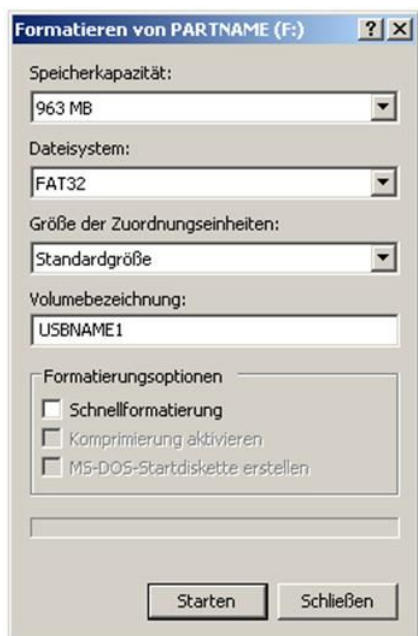 Formatieren von PARTNAME (F:)
Speicherkapazität:
963 MB
Dateisystem:
FAT32
Größe der Zuordnungseinheiten:
Standardgröße
Volumebezeichnung:
USBNAME1
Formatierungsoptionen
Schnellformatierung
Komprimierung aktivieren
MS-DOS-Startdiskette erstellen
Starten Schließen